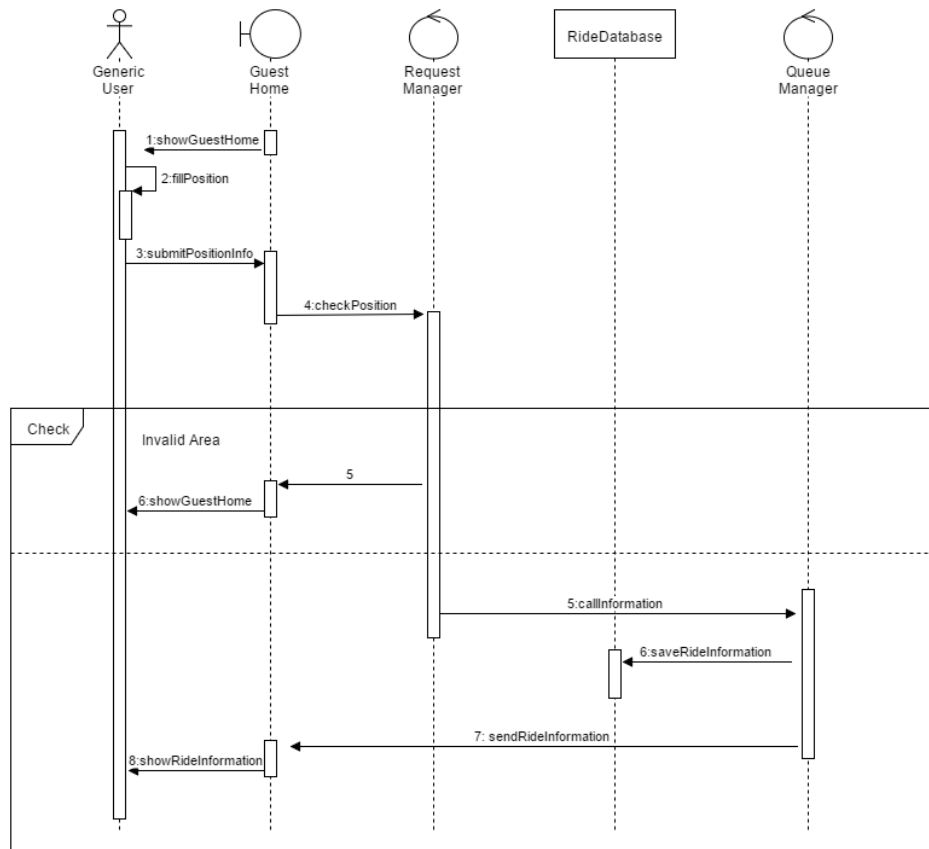 RideDatabase
Generic
User
Guest
Home
Request
Manager
Queue
Manager
1:showGuestHome
2:fillPosition
3:submitPositionInfo
4:checkPosition
Check
Invalid Area
5
6:showGuestHome
5:callInformation
6:saveRideInformation
7: sendRideInformation
8:showRideInformation